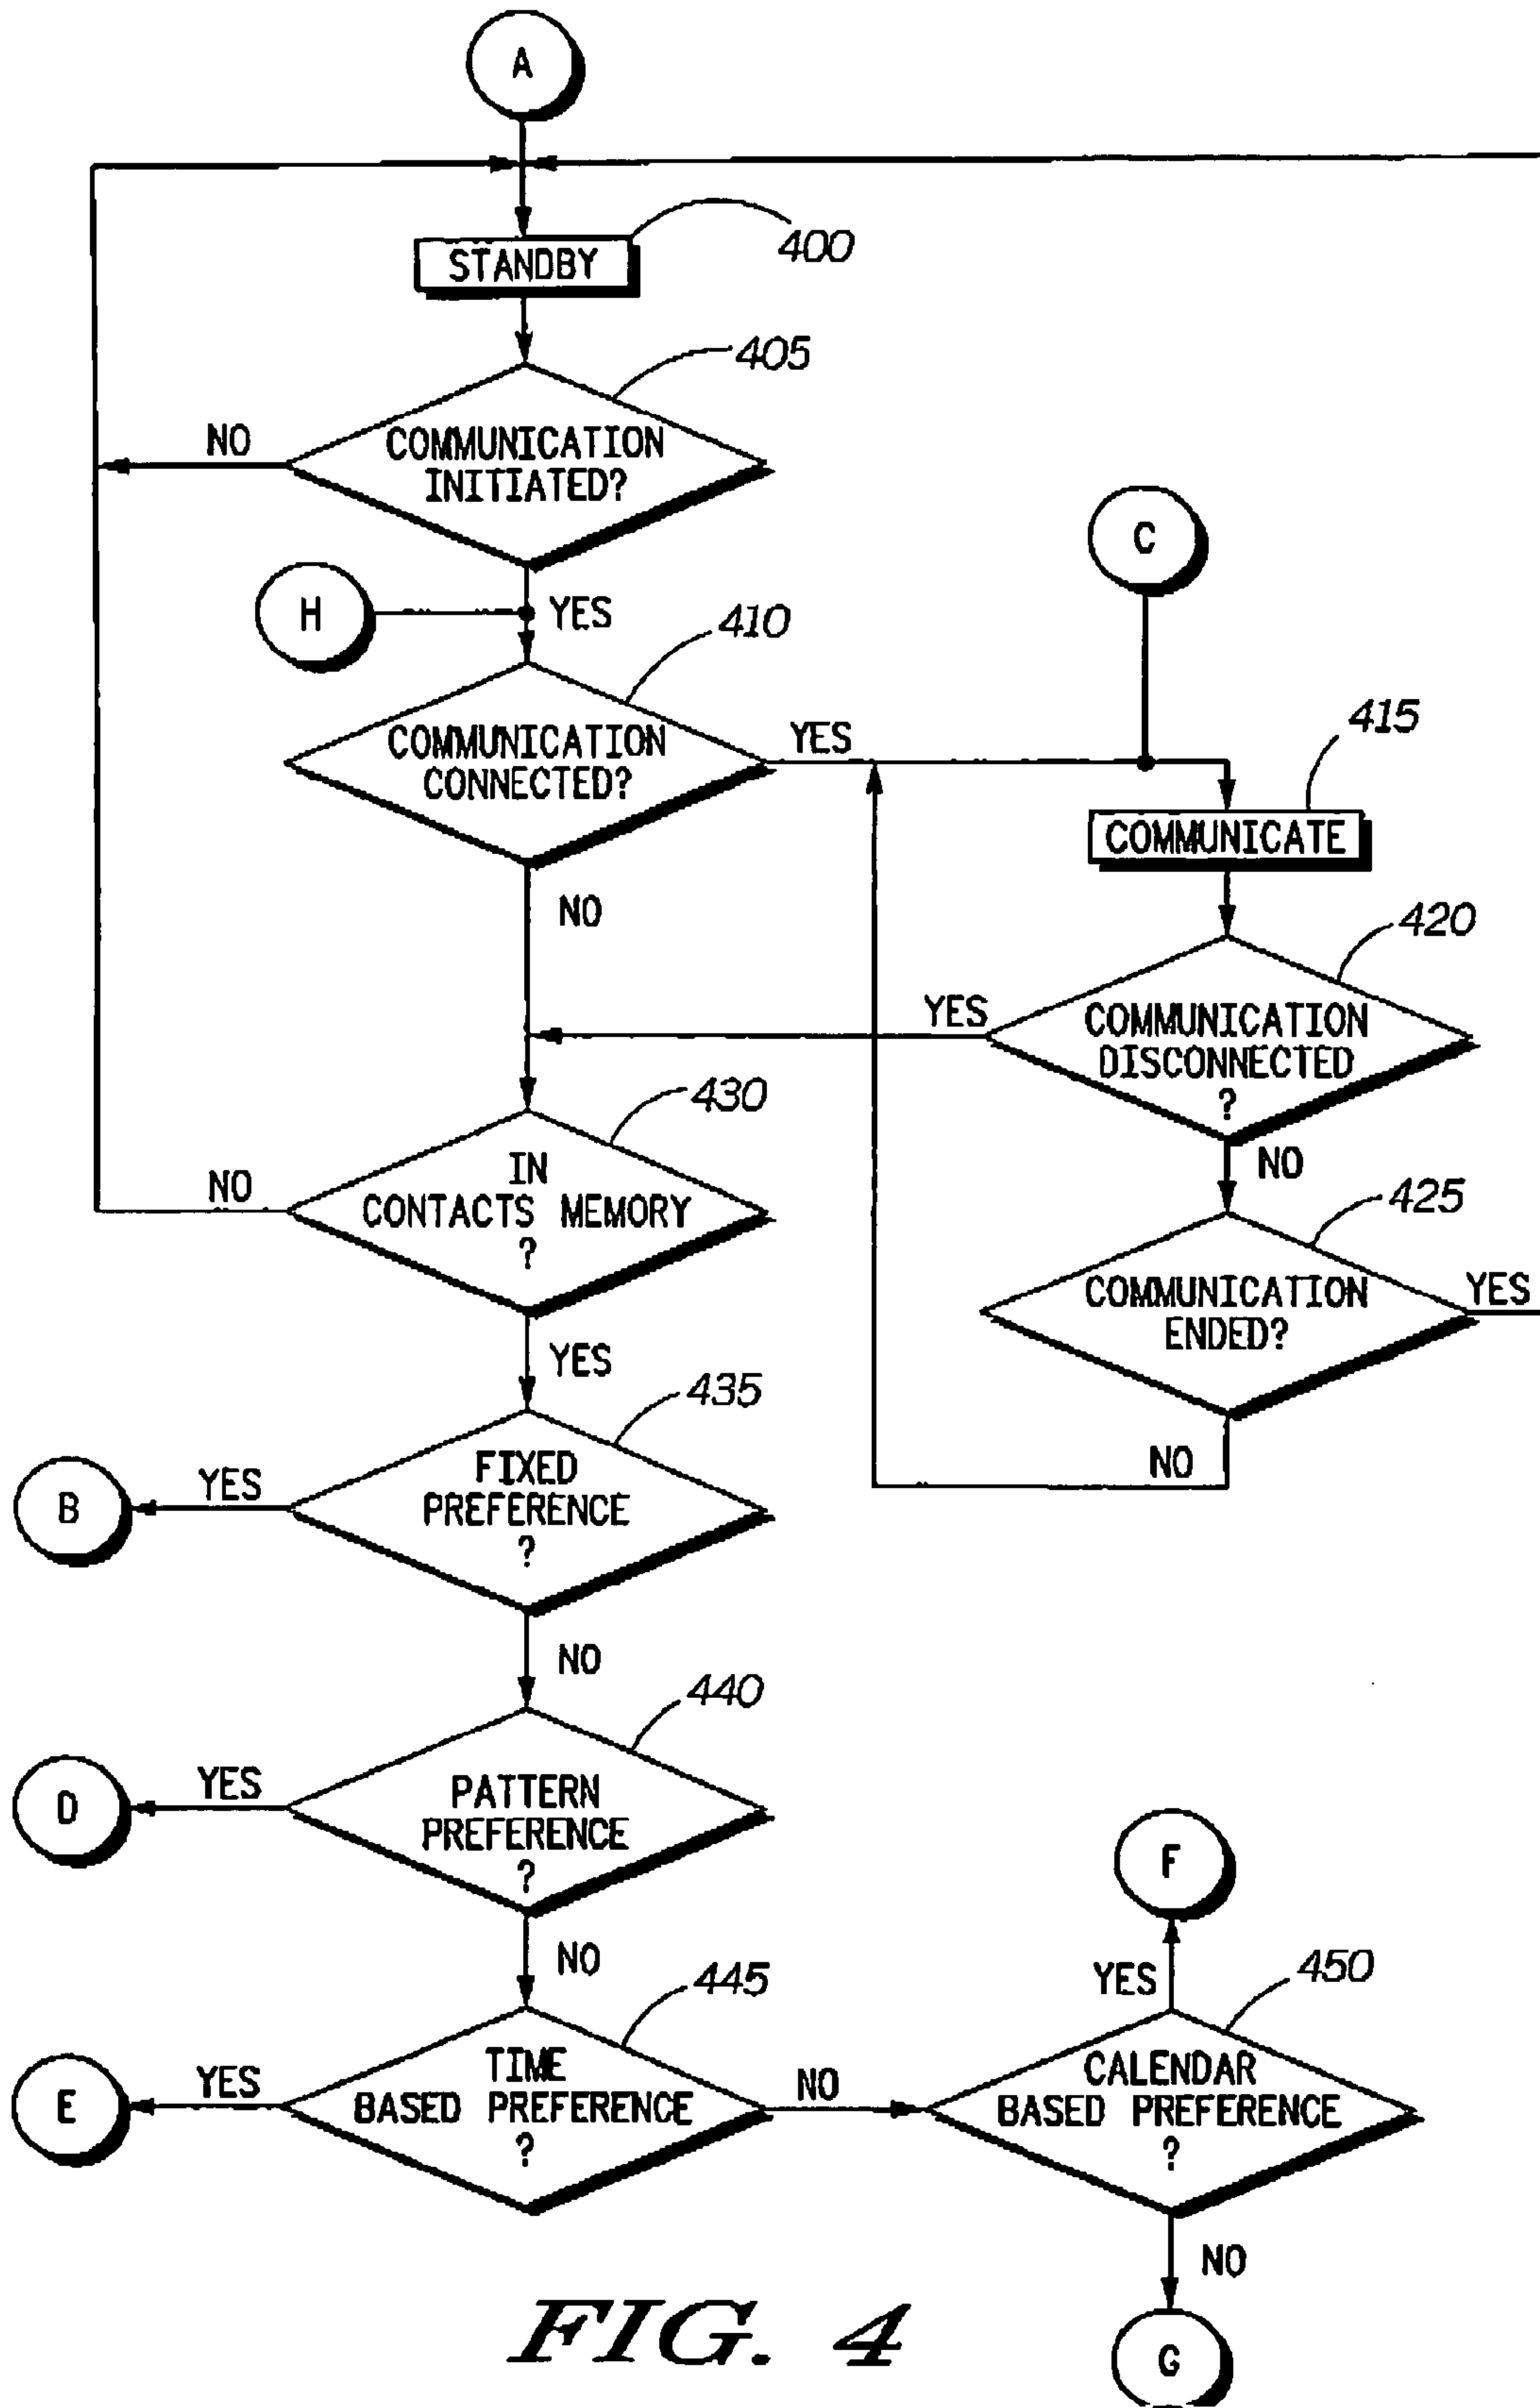 A
STANDBY
400
405
COMMUNICATION
INITIATED?
NO
C
H
YES
410
COMMUNICATION
CONNECTED?
YES
415
COMMUNICATE
NO
420
YES
COMMUNICATION
DISCONNECTED
?
430
NO
IN
CONTACTS MEMORY
?
NO
425
COMMUNICATION
ENDED?
YES
YES
435
NO
FIXED
PREFERENCE
?
YES
B
NO
440
PATTERN
PREFERENCE
?
YES
D
F
NO
445
YES
450
TIME
BASED PREFERENCE
?
YES
E
NO
CALENDAR
BASED PREFERENCE
?
NO
FIG. 4
G